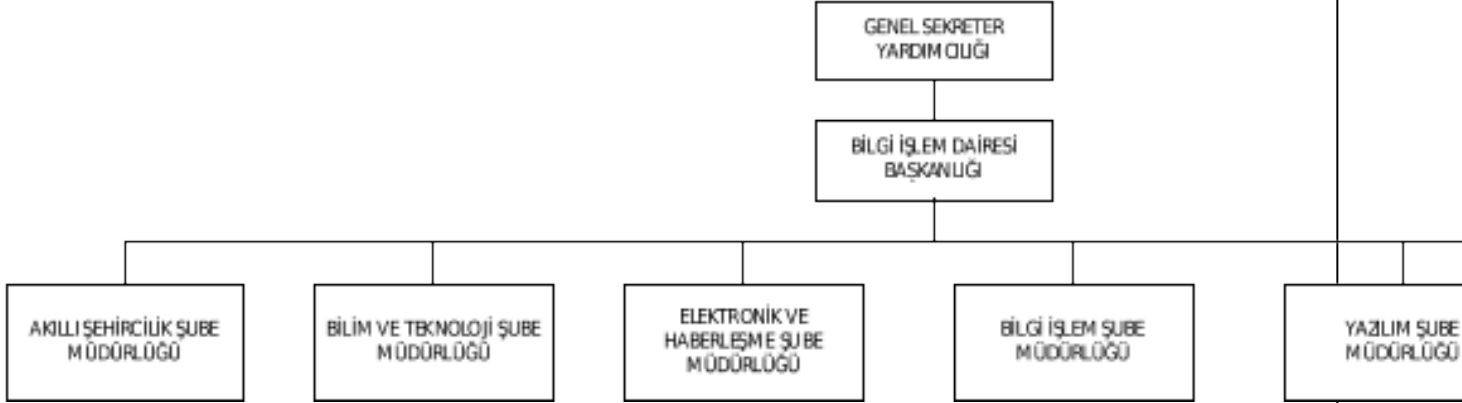 GENEL SEKRETER
YARDIMCILIĞI
BİLGİ İŞLEM DAİRESİ
BAŞKANLIĞI
AKILLI ŞEHİRCİLİK ŞUBE
MÜDÜRLÜĞÜ
BİLİM VE TEKNOLOJİ ŞUBE
MÜDÜRLÜĞÜ
ELEKTRONİK VE
HABERLEŞME ŞUBE
MÜDÜRLÜĞÜ
BİLGİ İŞLEM ŞUBE
MÜDÜRLÜĞÜ
YAZILIM ŞUBE
MÜDÜRLÜĞÜ